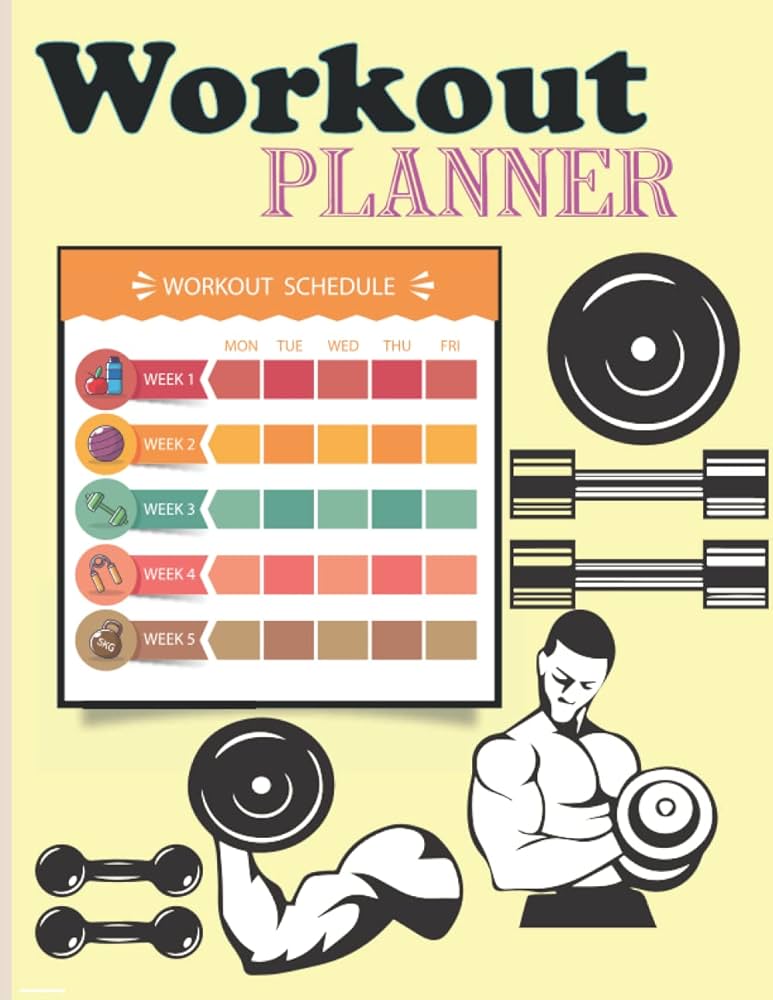 Workout
PLANNER
WORKOUT SCHEDULE
MON TUE WED THU FRI
WEEK 1
WEEK 2
WEEK 3
WEEK 4
WEEK 5
5KG